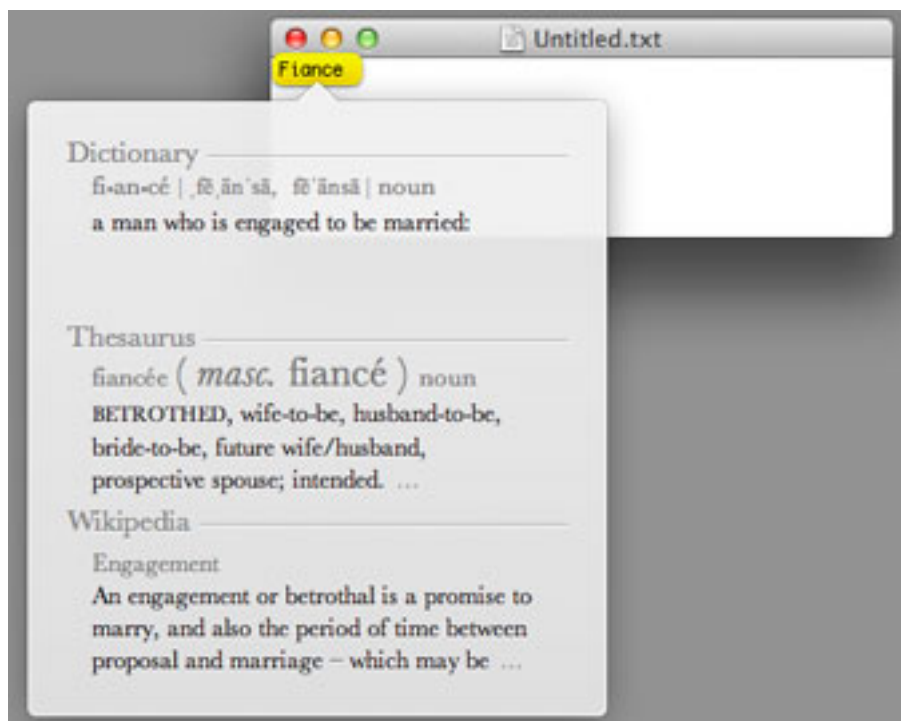 Untitled.txt
Fiance
Dictionary
fi•an•cé | ˌfēˌänˈsā, fēˈänsā | noun
a man who is engaged to be married:
Thesaurus
fiancée ( masc. fiancé ) noun
BETROTHED, wife-to-be, husband-to-be,
bride-to-be, future wife/husband,
prospective spouse; intended. ...
Wikipedia
Engagement
An engagement or betrothal is a promise to
marry, and also the period of time between
proposal and marriage – which may be ...